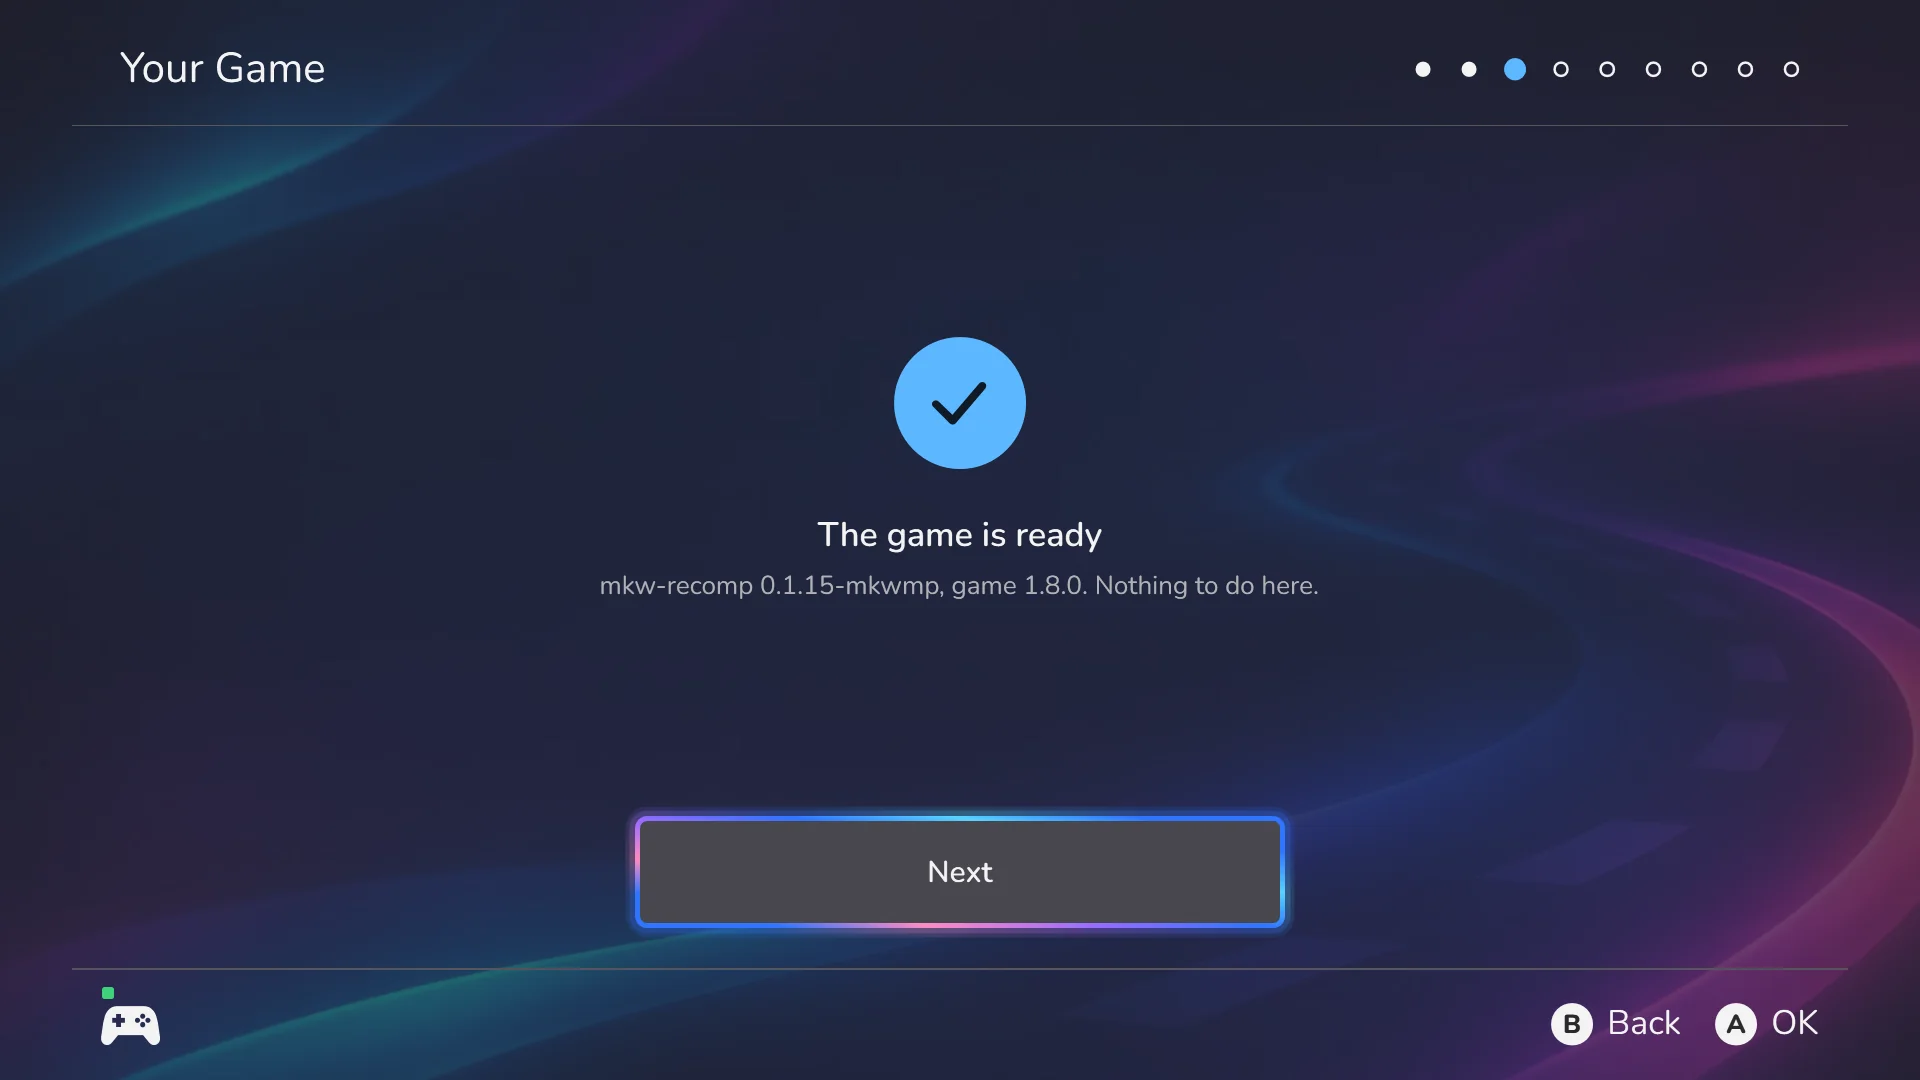 Your Game
The game is ready
mkw-recomp 0.1.15-mkwmp, game 1.8.0. Nothing to do here.
Next
B Back A OK